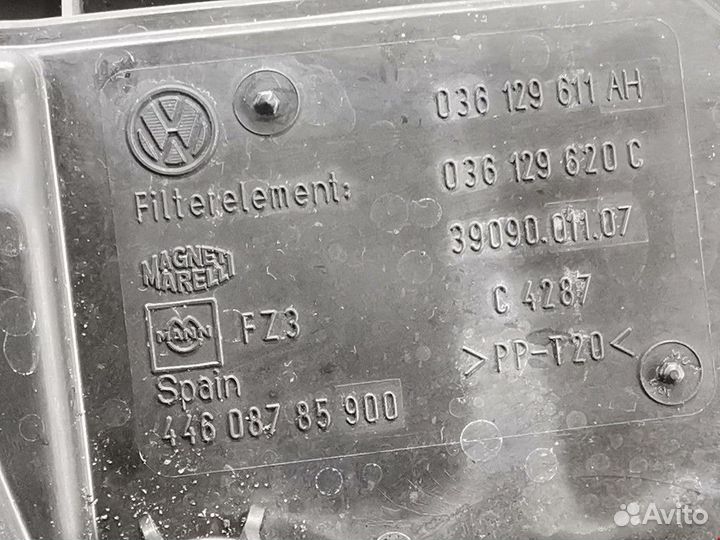 036 129 611 AH
Filterelement: 036 129 620 C
MAGNETI MARELLI 39090.011.07
MANN FZ3 C 4287
Spain >PP-T20<
446 087 85 900
Avito